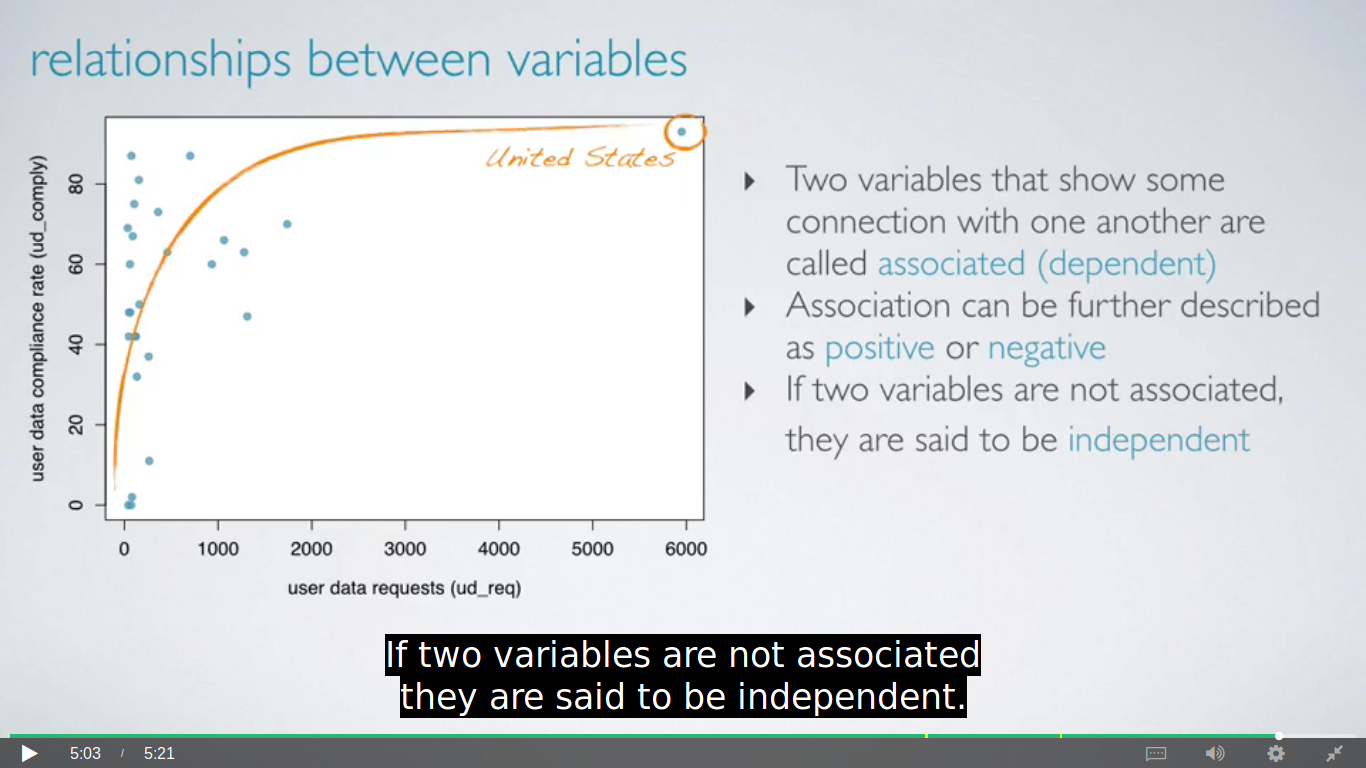 relationships between variables
United States
user data compliance rate (ud_comply)
80
60
40
20
0
0 1000 2000 3000 4000 5000 6000
user data requests (ud_req)
Two variables that show some
connection with one another are
called associated (dependent)
Association can be further described
as positive or negative
If two variables are not associated,
they are said to be independent
If two variables are not associated
they are said to be independent.
5:03 / 5:21